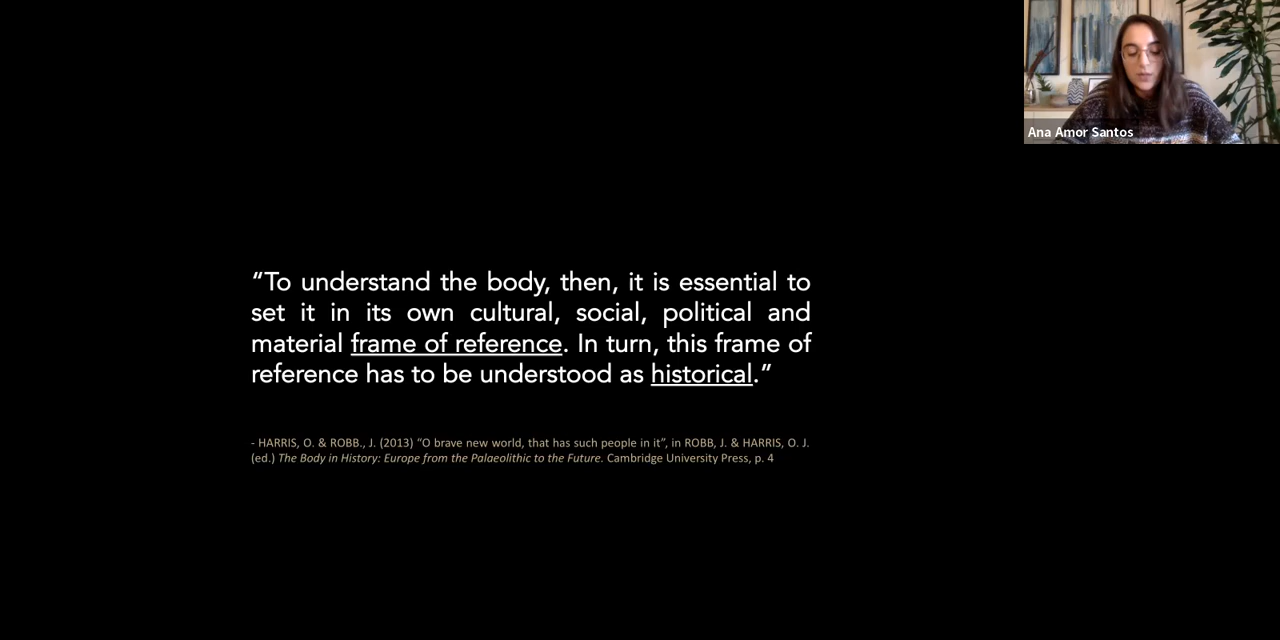 “To understand the body, then, it is essential to
set it in its own cultural, social, political and
material frame of reference. In turn, this frame of
reference has to be understood as historical.”
- HARRIS, O. & ROBB., J. (2013) “O brave new world, that has such people in it”, in ROBB, J. & HARRIS, O. J.
(ed.) The Body in History: Europe from the Palaeolithic to the Future. Cambridge University Press, p. 4
Ana Amor Santos